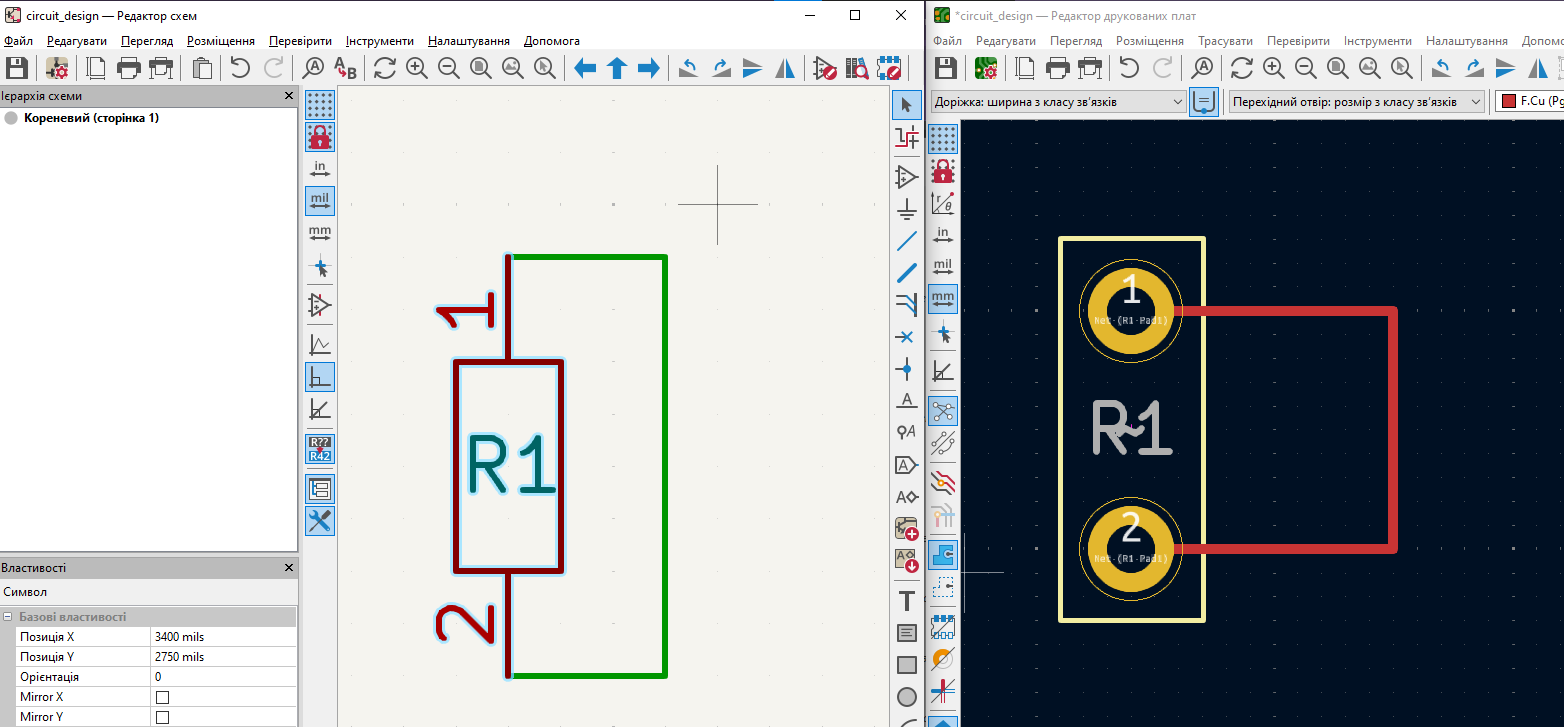 circuit_design — Редактор схем
Файл Редагувати Перегляд Розміщення Перевірити Інструменти Налаштування Допомога
Ієрархія схеми
Кореневий (сторінка 1)
in
mil
mm
R??
R42
Властивості
Символ
Базові властивості
Позиція X 3400 mils
Позиція Y 2750 mils
Орієнтація 0
Mirror X
Mirror Y
1
R1
2
A
A
A
A
A
T
*circuit_design — Редактор друкованих плат
Файл Редагувати Перегляд Розміщення Трасувати Перевірити Інструменти Налаштування Допомо
Доріжка: ширина з класу зв'язків Перехідний отвір: розмір з класу зв'язків F.Cu (Pg
in
mil
mm
1
Net-(R1-Pad1)
R1
2
Net-(R1-Pad1)